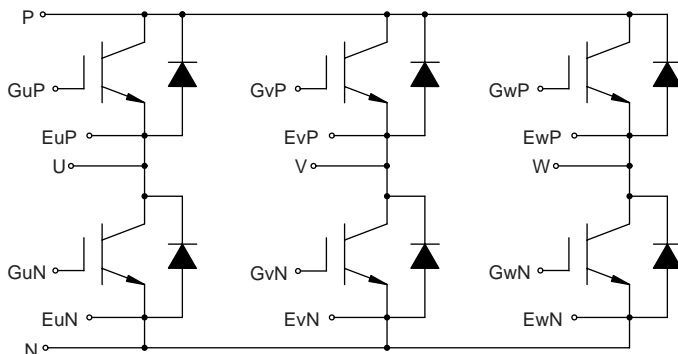 P
GuP GvP GwP
EuP EvP EwP
U V W
GuN GvN GwN
EuN EvN EwN
N